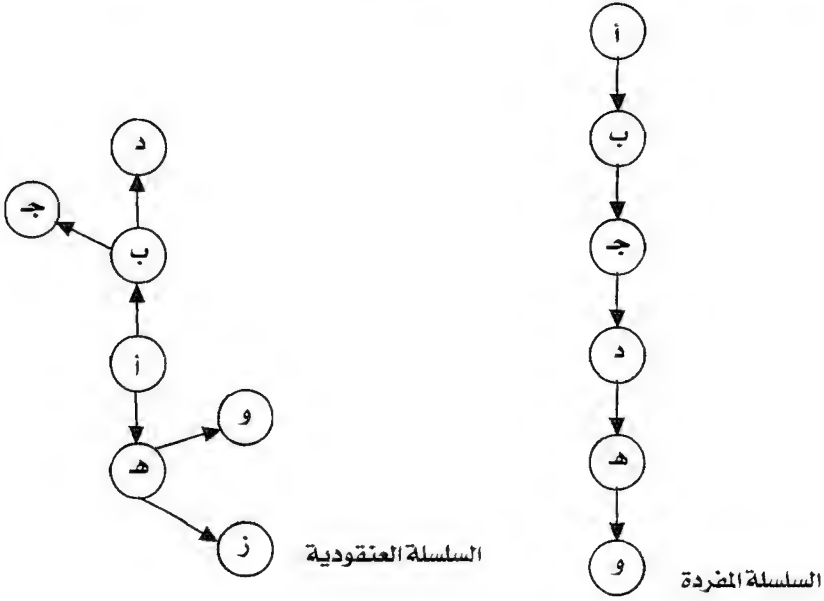 أ
ب
جـ
د
هـ
و
السلسلة المفردة
د
جـ
ب
أ
و
هـ
ز
السلسلة العنقودية